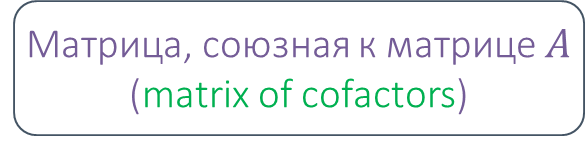 Матрица, союзная к матрице A
(matrix of cofactors)